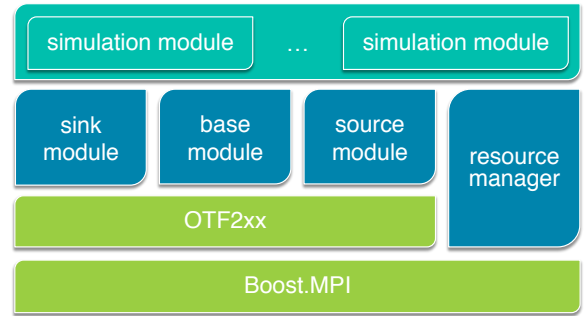 simulation module ... simulation module
sink
module
base
module
source
module
resource
manager
OTF2xx
Boost.MPI